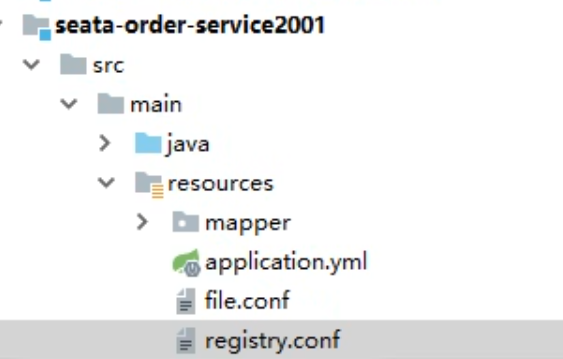 seata-order-service2001
src
main
java
resources
mapper
application.yml
file.conf
registry.conf